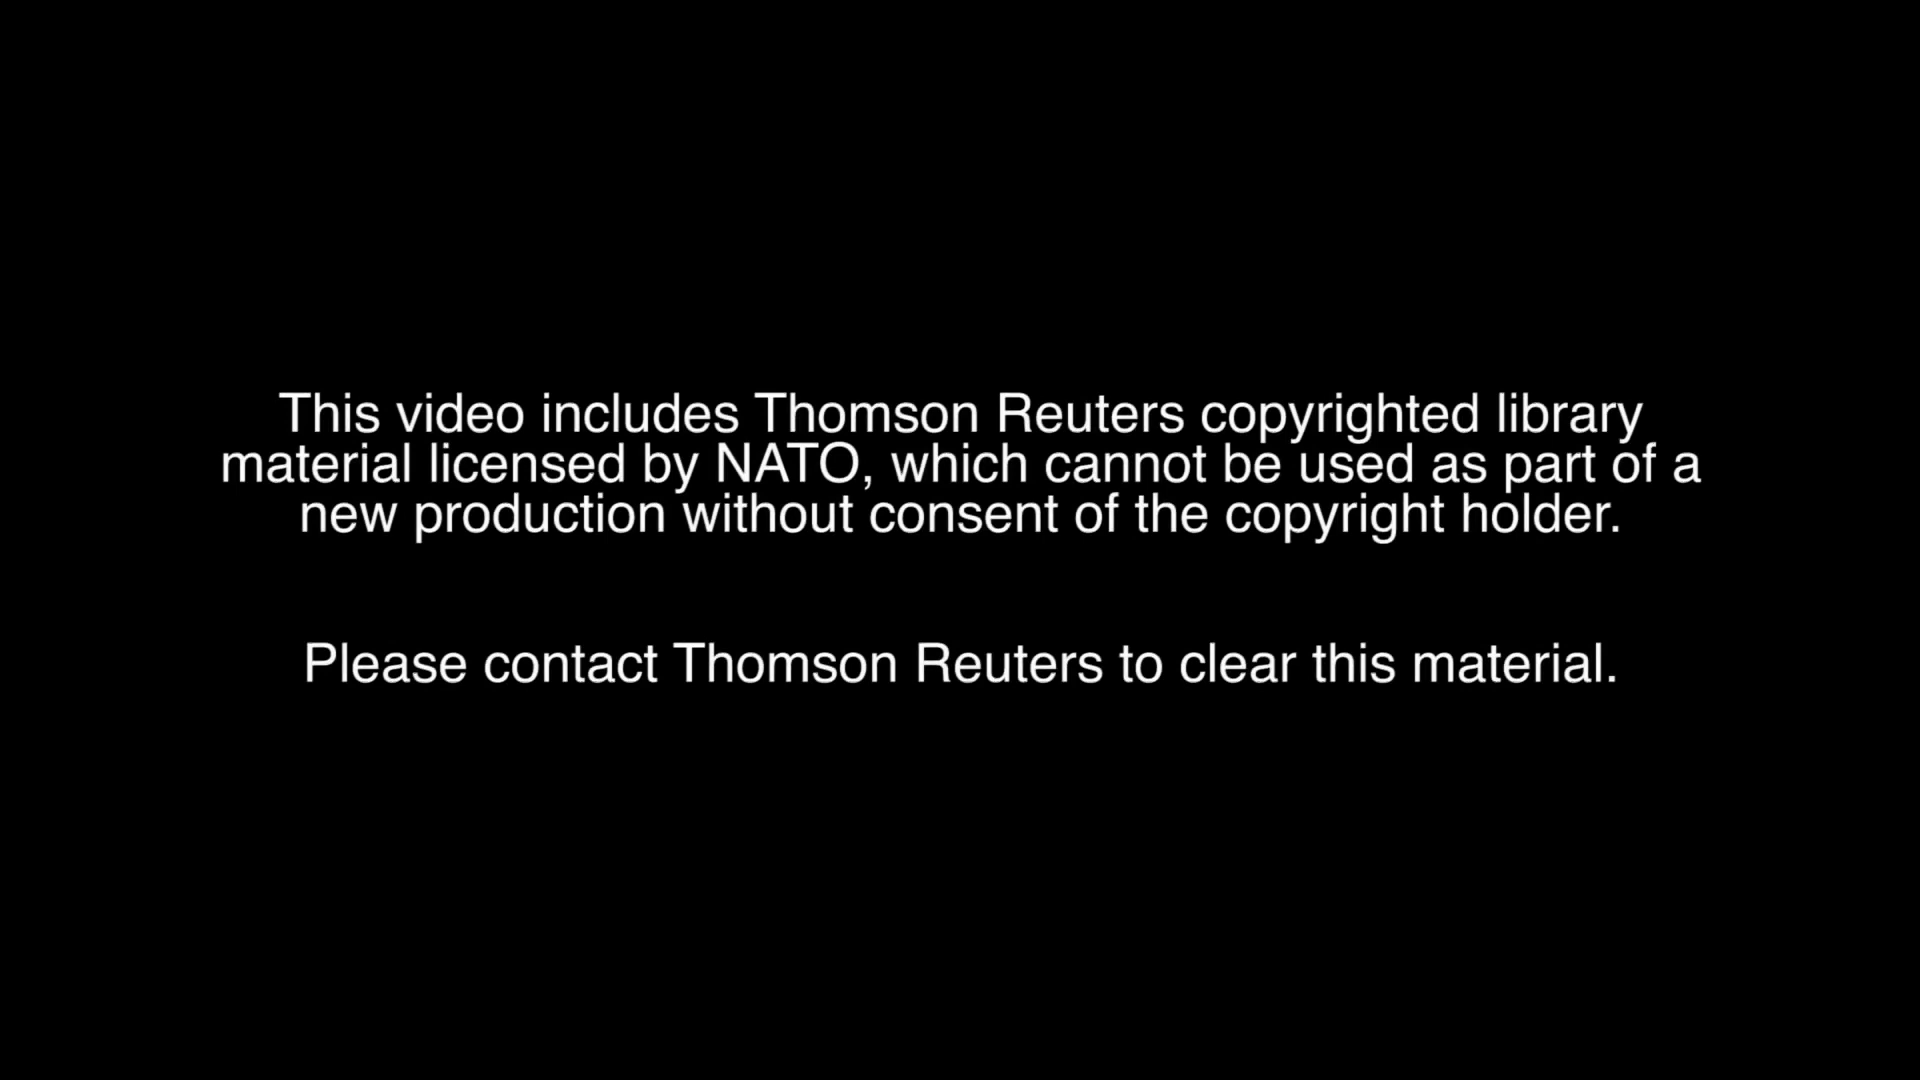 This video includes Thomson Reuters copyrighted library
material licensed by NATO, which cannot be used as part of a
new production without consent of the copyright holder.
Please contact Thomson Reuters to clear this material.